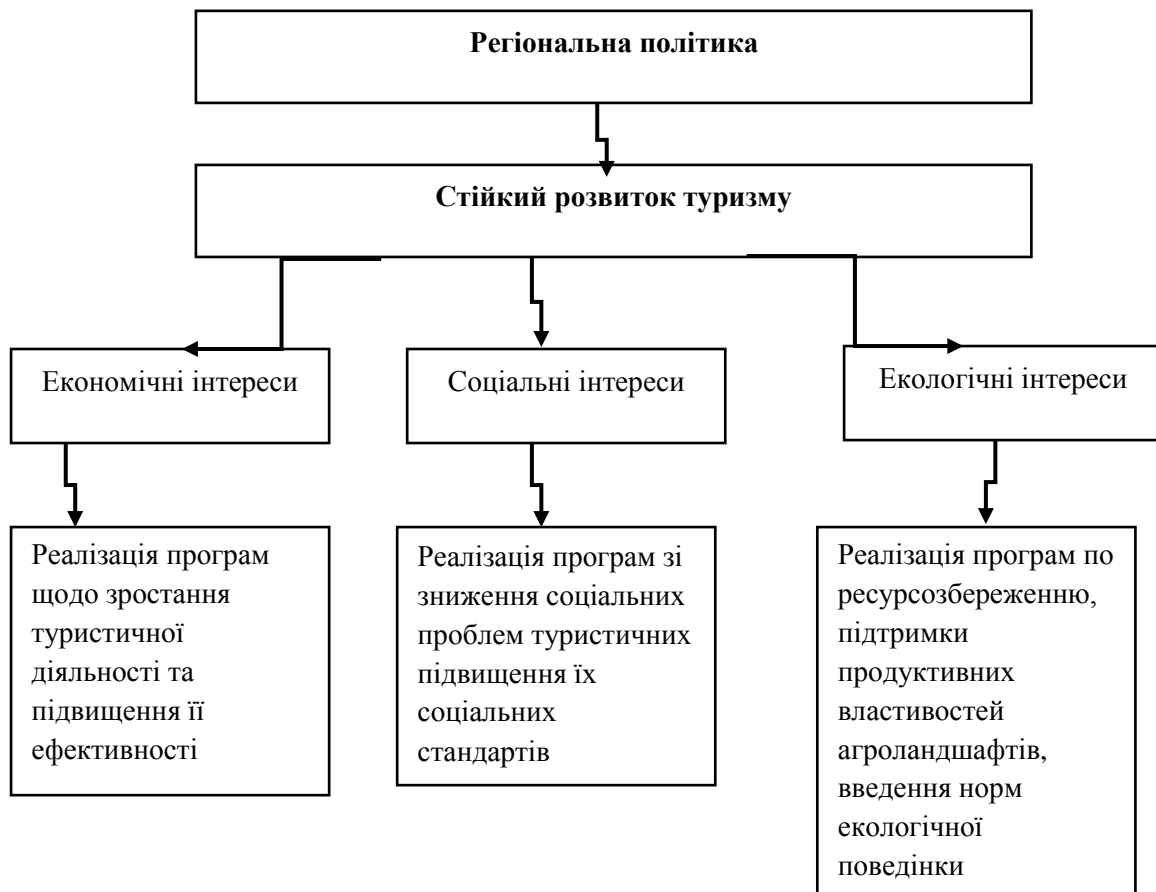 Регіональна політика
Стійкий розвиток туризму
Економічні інтереси
Соціальні інтереси
Екологічні інтереси
Реалізація програм
щодо зростання
туристичної
діяльності та
підвищення її
ефективності
Реалізація програм зі
зниження соціальних
проблем туристичних
підвищення їх
соціальних
стандартів
Реалізація програм по
ресурсозбереженню,
підтримки
продуктивних
властивостей
агроландшафтів,
введення норм
екологічної
поведінки